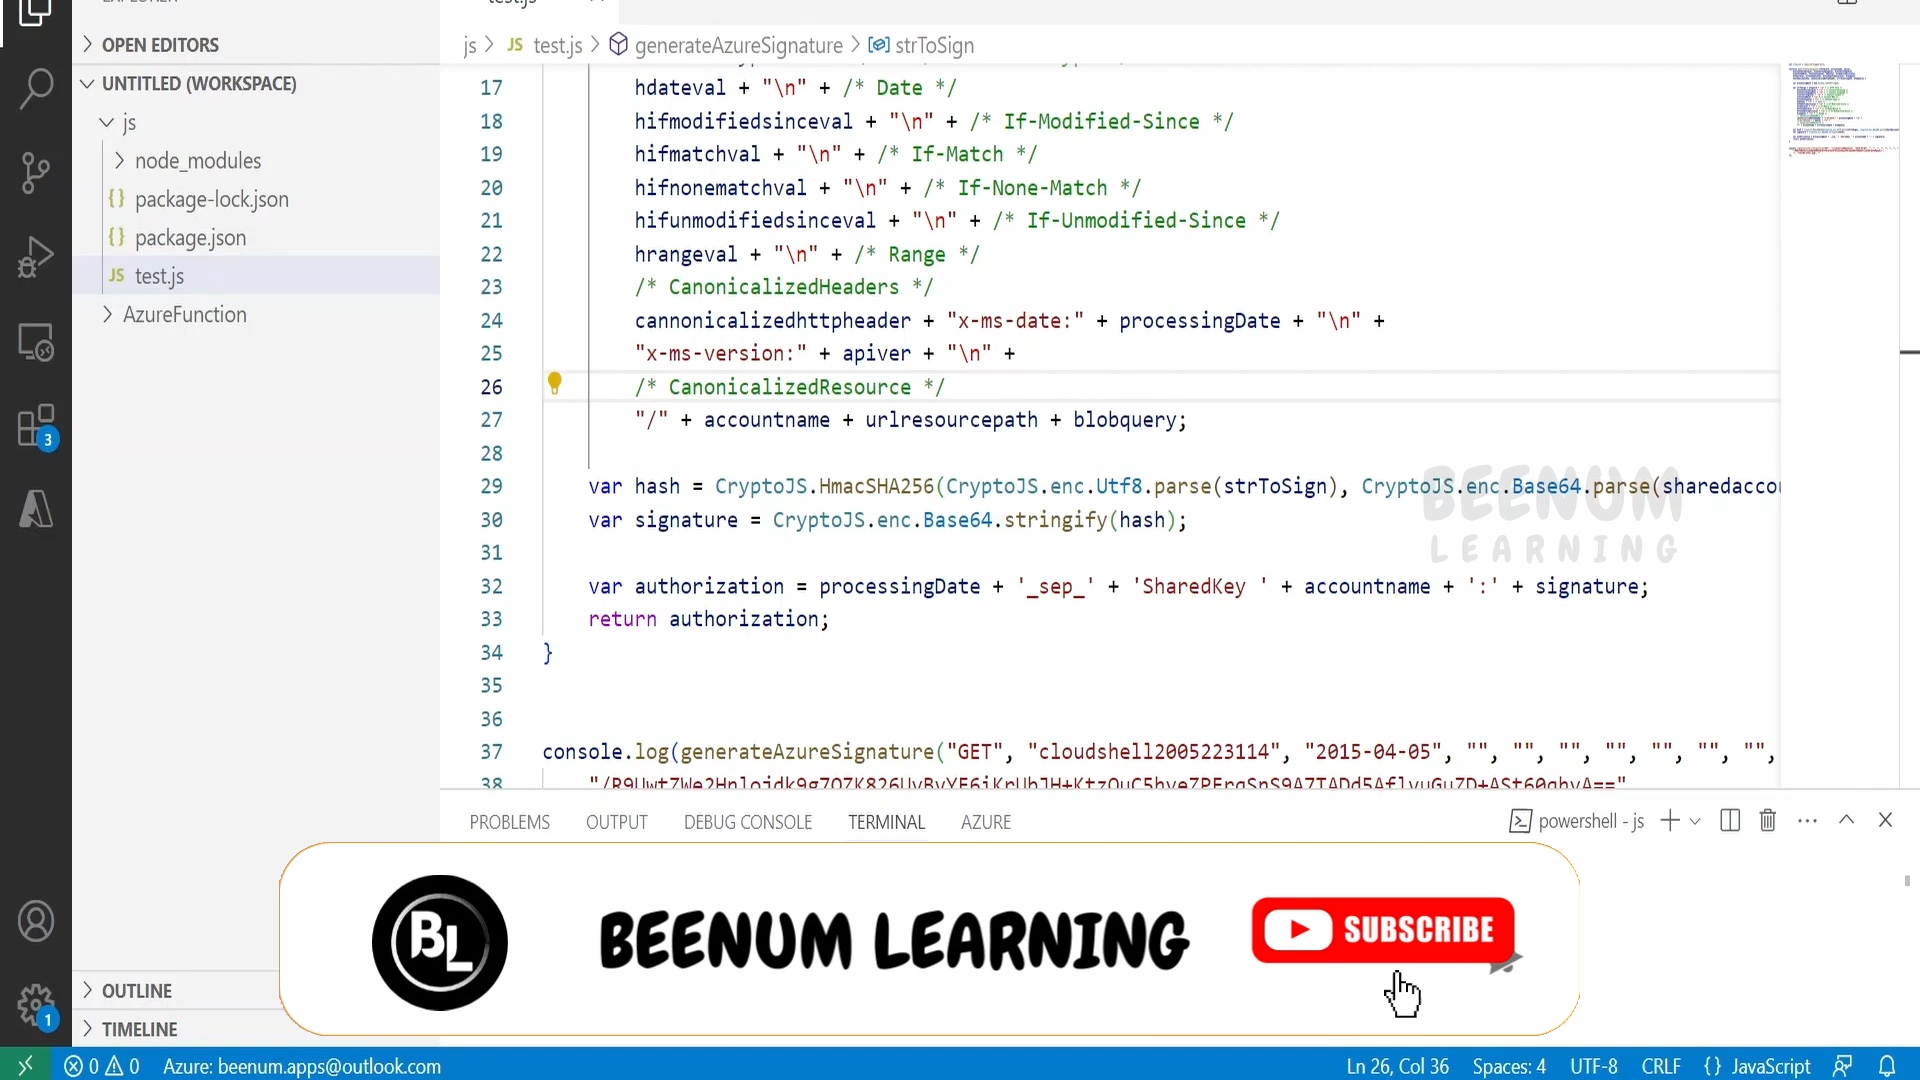 OPEN EDITORS
UNTITLED (WORKSPACE)
js
node_modules
package-lock.json
package.json
test.js
AzureFunction
OUTLINE
TIMELINE
js > JS test.js > generateAzureSignature > strToSign
17 hdateval + "\n" + /* Date */
18 hifmodifiedsinceval + "\n" + /* If-Modified-Since */
19 hifmatchval + "\n" + /* If-Match */
20 hifnonematchval + "\n" + /* If-None-Match */
21 hifunmodifiedsinceval + "\n" + /* If-Unmodified-Since */
22 hrangeval + "\n" + /* Range */
23 /* CanonicalizedHeaders */
24 cannonicalizedhttpheader + "x-ms-date:" + processingDate + "\n" +
25 "x-ms-version:" + apiver + "\n" +
26 /* CanonicalizedResource */
27 "/" + accountname + urlresourcepath + blobquery;
28
29 var hash = CryptoJS.HmacSHA256(CryptoJS.enc.Utf8.parse(strToSign), CryptoJS.enc.Base64.parse(sharedaccou
30 var signature = CryptoJS.enc.Base64.stringify(hash);
31
32 var authorization = processingDate + '_sep_' + 'SharedKey ' + accountname + ':' + signature;
33 return authorization;
34 }
35
36
37 console.log(generateAzureSignature("GET", "cloudshell2005223114", "2015-04-05", "", "", "", "", "", "", "",
38
BEENUM
LEARNING
PROBLEMS OUTPUT DEBUG CONSOLE TERMINAL AZURE
powershell - js
BL BEENUM LEARNING SUBSCRIBE
3
1
0 0 Azure: beenum.apps@outlook.com Ln 26, Col 36 Spaces: 4 UTF-8 CRLF {} JavaScript